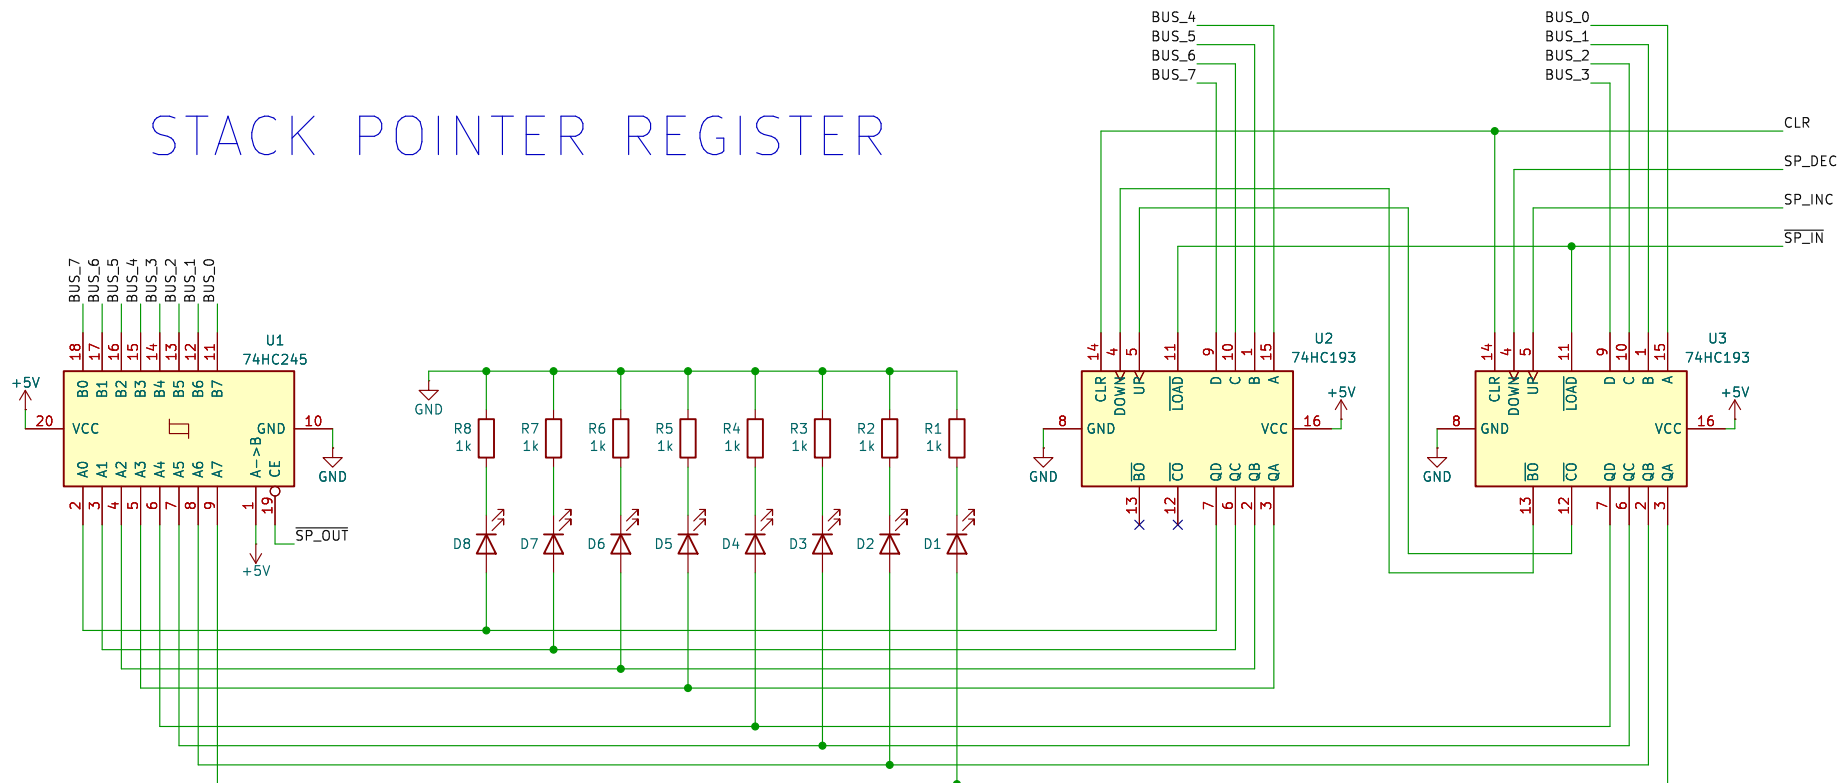 BUS_4
BUS_5
BUS_6
BUS_7
BUS_0
BUS_1
BUS_2
BUS_3
STACK POINTER REGISTER
CLR
SP_DEC
SP_INC
SP_IN
BUS_7
BUS_6
BUS_5
BUS_4
BUS_3
BUS_2
BUS_1
BUS_0
U1
74HC245
18 17 16 15 14 13 12 11
B0 B1 B2 B3 B4 B5 B6 B7
+5V
20 VCC
GND 10
GND
A0 A1 A2 A3 A4 A5 A6 A7 A->B CE
2 3 4 5 6 7 8 9 1 19
SP_OUT
+5V
GND
R8 1k
R7 1k
R6 1k
R5 1k
R4 1k
R3 1k
R2 1k
R1 1k
D8 D7 D6 D5 D4 D3 D2 D1
U2
74HC193
14 4 5 11 9 10 1 15
CLR DOWN UP LOAD D C B A
8 GND
GND
VCC 16
+5V
BO CO QD QC QB QA
13 12 7 6 2 3
U3
74HC193
14 4 5 11 9 10 1 15
CLR DOWN UP LOAD D C B A
8 GND
GND
VCC 16
+5V
BO CO QD QC QB QA
13 12 7 6 2 3